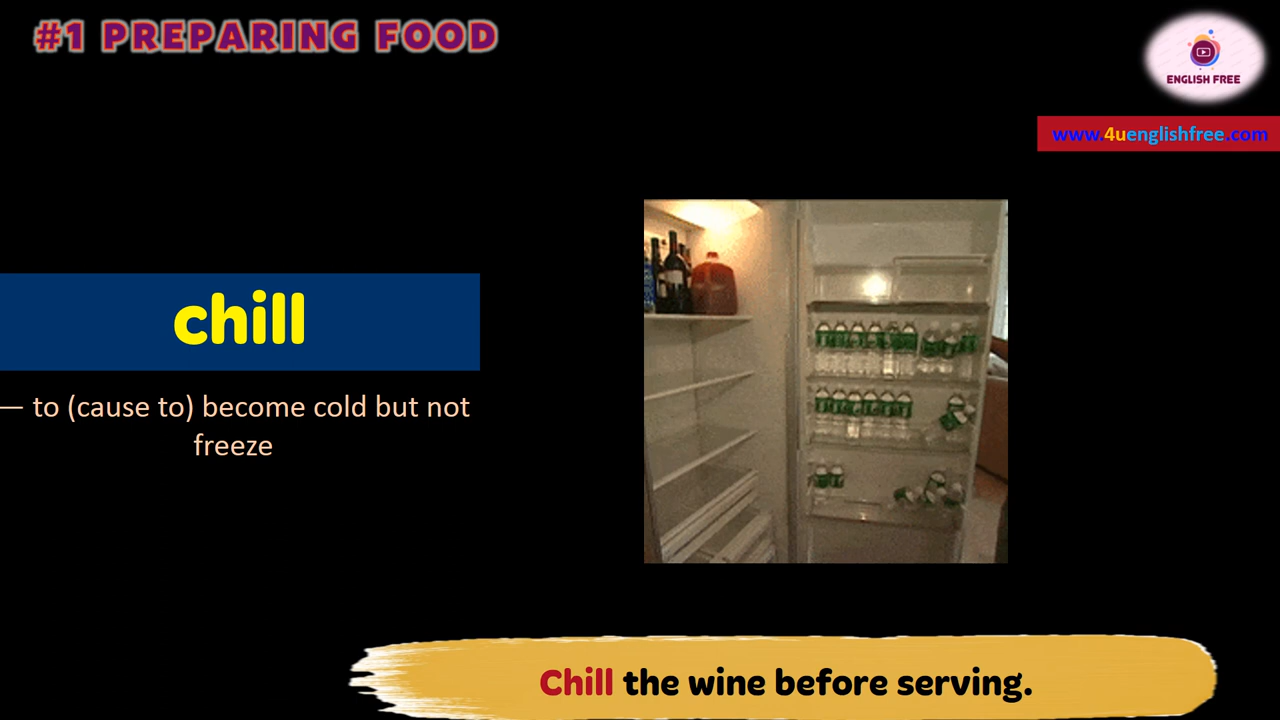 #1 PREPARING FOOD
ENGLISH FREE
www.4uenglishfree.com
chill
— to (cause to) become cold but not
freeze
Chill the wine before serving.